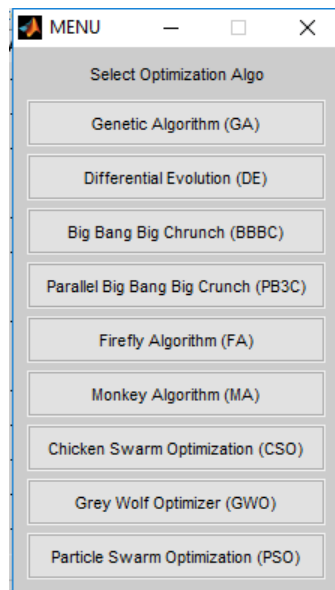 MENU
Select Optimization Algo
Genetic Algorithm (GA)
Differential Evolution (DE)
Big Bang Big Chrunch (BBBC)
Parallel Big Bang Big Crunch (PB3C)
Firefly Algorithm (FA)
Monkey Algorithm (MA)
Chicken Swarm Optimization (CSO)
Grey Wolf Optimizer (GWO)
Particle Swarm Optimization (PSO)